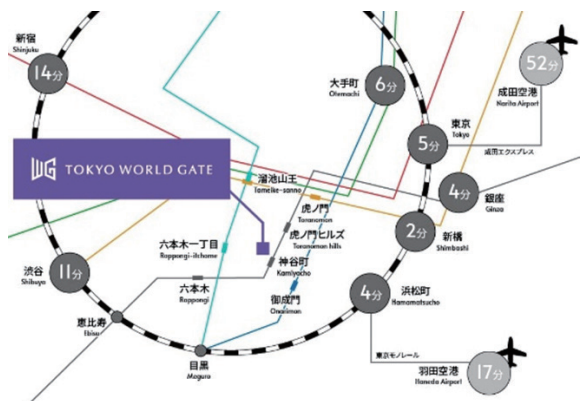 新宿
Shinjuku
14分
大手町
Otemachi
6分
52分
成田空港
Narita Airport
東京
Tokyo
5分
成田エクスプレス
WG TOKYO WORLD GATE
溜池山王
Tameike-sanno
4分
銀座
Ginza
虎ノ門
Toranomon
虎ノ門ヒルズ
Toranomon hills
2分
新橋
Shimbashi
六本木一丁目
Roppongi-itchome
神谷町
Kamiyacho
渋谷
Shibuya
11分
六本木
Roppongi
御成門
Onarimon
4分
浜松町
Hamamatsucho
恵比寿
Ebisu
目黒
Meguro
東京モノレール
羽田空港
Haneda Airport
17分